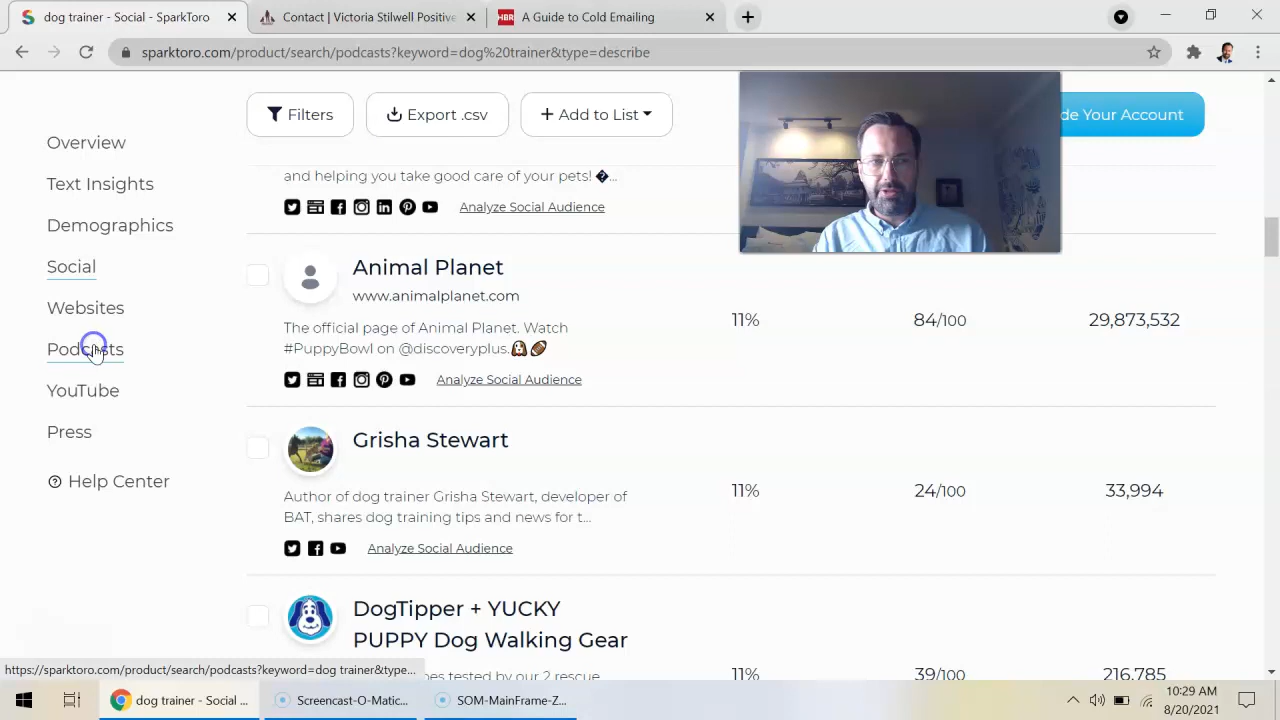 dog trainer - Social - SparkToro
Contact | Victoria Stilwell Positive
HBR
A Guide to Cold Emailing
sparktoro.com/product/search/podcasts?keyword=dog%20trainer&type=describe
Filters
Export .csv
Add to List
de Your Account
Overview
Text Insights
Demographics
Social
Websites
Podcasts
YouTube
Press
Help Center
and helping you take good care of your pets! �...
Analyze Social Audience
Animal Planet
www.animalplanet.com
The official page of Animal Planet. Watch
#PuppyBowl on @discoveryplus.🐶🏈
11%
84/100
29,873,532
Analyze Social Audience
Grisha Stewart
Author of dog trainer Grisha Stewart, developer of
BAT, shares dog training tips and news for t...
11%
24/100
33,994
Analyze Social Audience
DogTipper + YUCKY
PUPPY Dog Walking Gear
pes tested by our 2 rescue
11%
39/100
216,785
https://sparktoro.com/product/search/podcasts?keyword=dog trainer&type...
dog trainer - Social ...
Screencast-O-Matic...
SOM-MainFrame-Z...
10:29 AM
8/20/2021